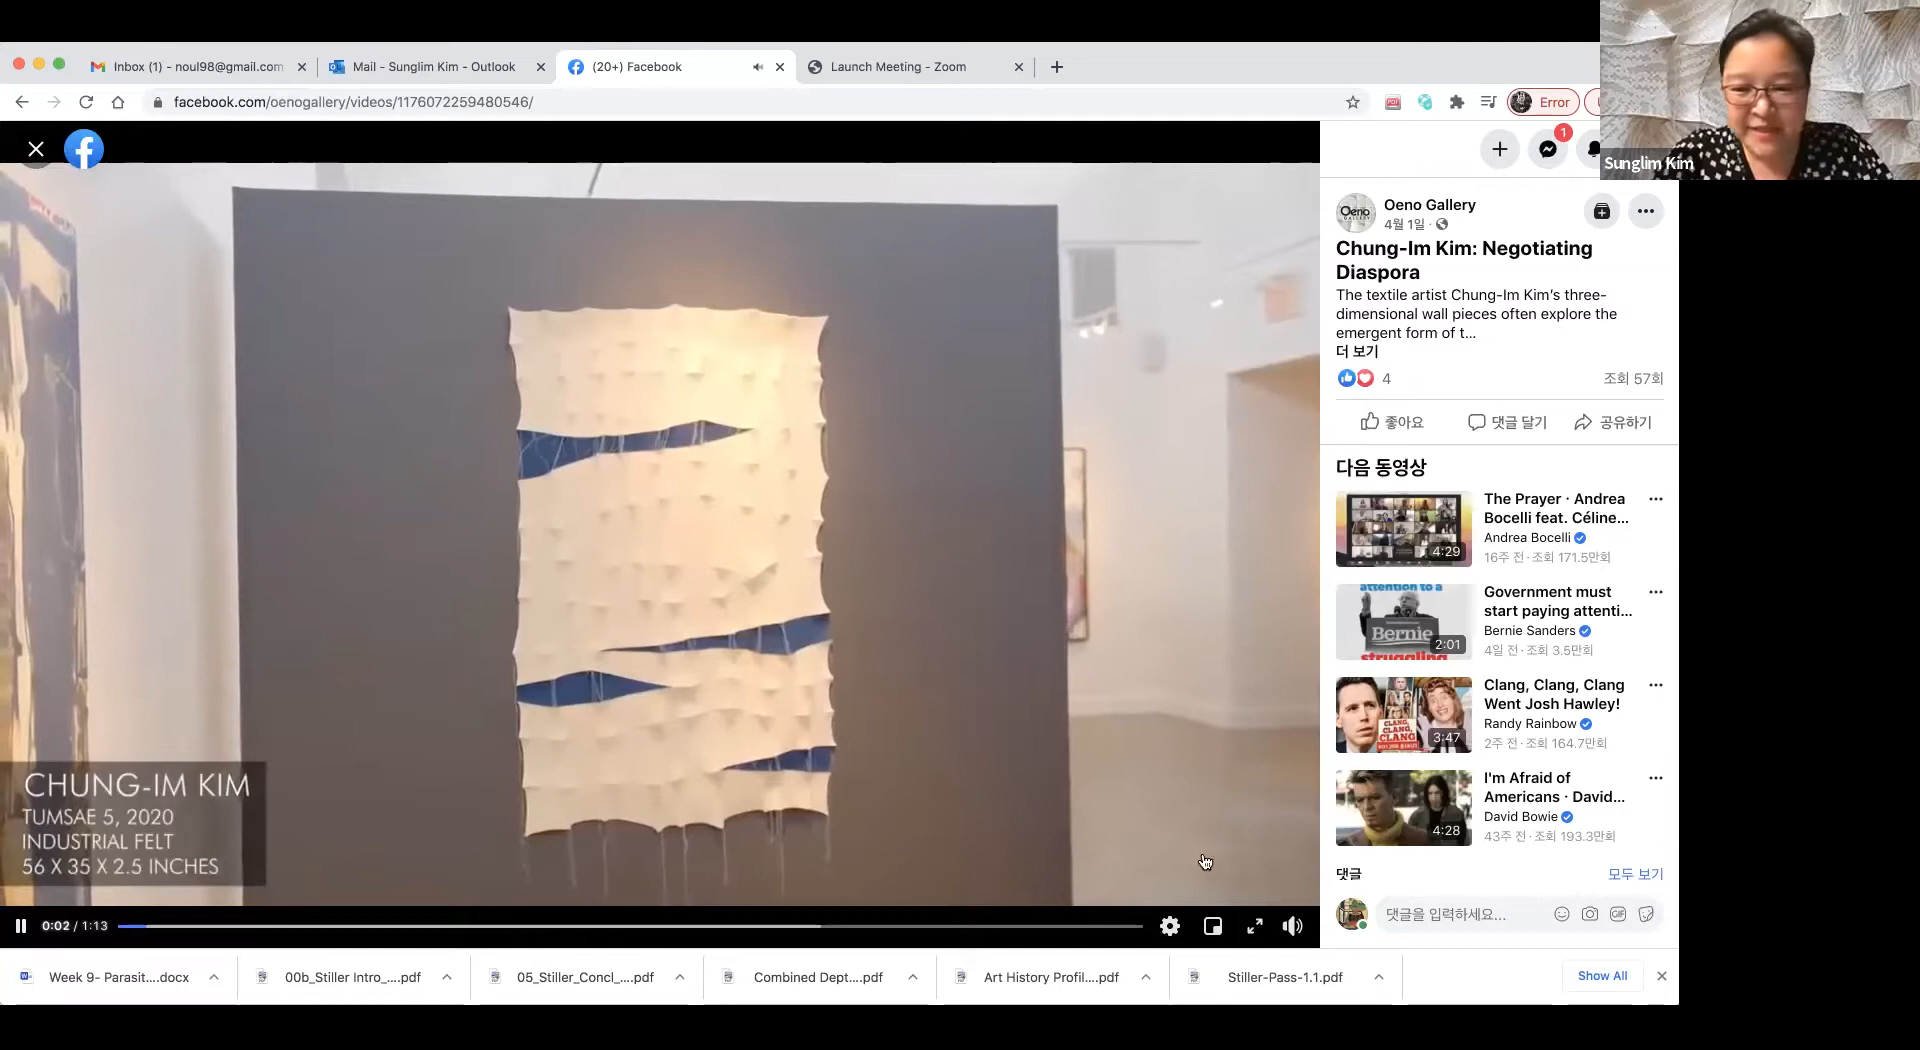 Inbox (1) - noul98@gmail.com
Mail - Sunglim Kim - Outlook
(20+) Facebook
Launch Meeting - Zoom
facebook.com/oenogallery/videos/1176072259480546/
Error
Sunglim Kim
1
Oeno Gallery
4월 1일
Chung-Im Kim: Negotiating
Diaspora
The textile artist Chung-Im Kim's three-
dimensional wall pieces often explore the
emergent form of t...
더 보기
4
조회 57회
좋아요
댓글 달기
공유하기
다음 동영상
The Prayer · Andrea
Bocelli feat. Céline...
Andrea Bocelli
16주 전 · 조회 171.5만회
4:29
attention to a
Bernie
struggling
2:01
Government must
start paying attenti...
Bernie Sanders
4일 전 · 조회 3.5만회
CLANG,
CLANG,
CLANG
3:47
Clang, Clang, Clang
Went Josh Hawley!
Randy Rainbow
2주 전 · 조회 164.7만회
4:28
I'm Afraid of
Americans · David...
David Bowie
43주 전 · 조회 193.3만회
댓글
모두 보기
댓글을 입력하세요...
GIF
CHUNG-IM KIM
TUMSAE 5, 2020
INDUSTRIAL FELT
56 X 35 X 2.5 INCHES
0:02 / 1:13
Week 9- Parasit....docx
00b_Stiller Intro_....pdf
05_Stiller_Concl_....pdf
Combined Dept....pdf
Art History Profil....pdf
Stiller-Pass-1.1.pdf
Show All